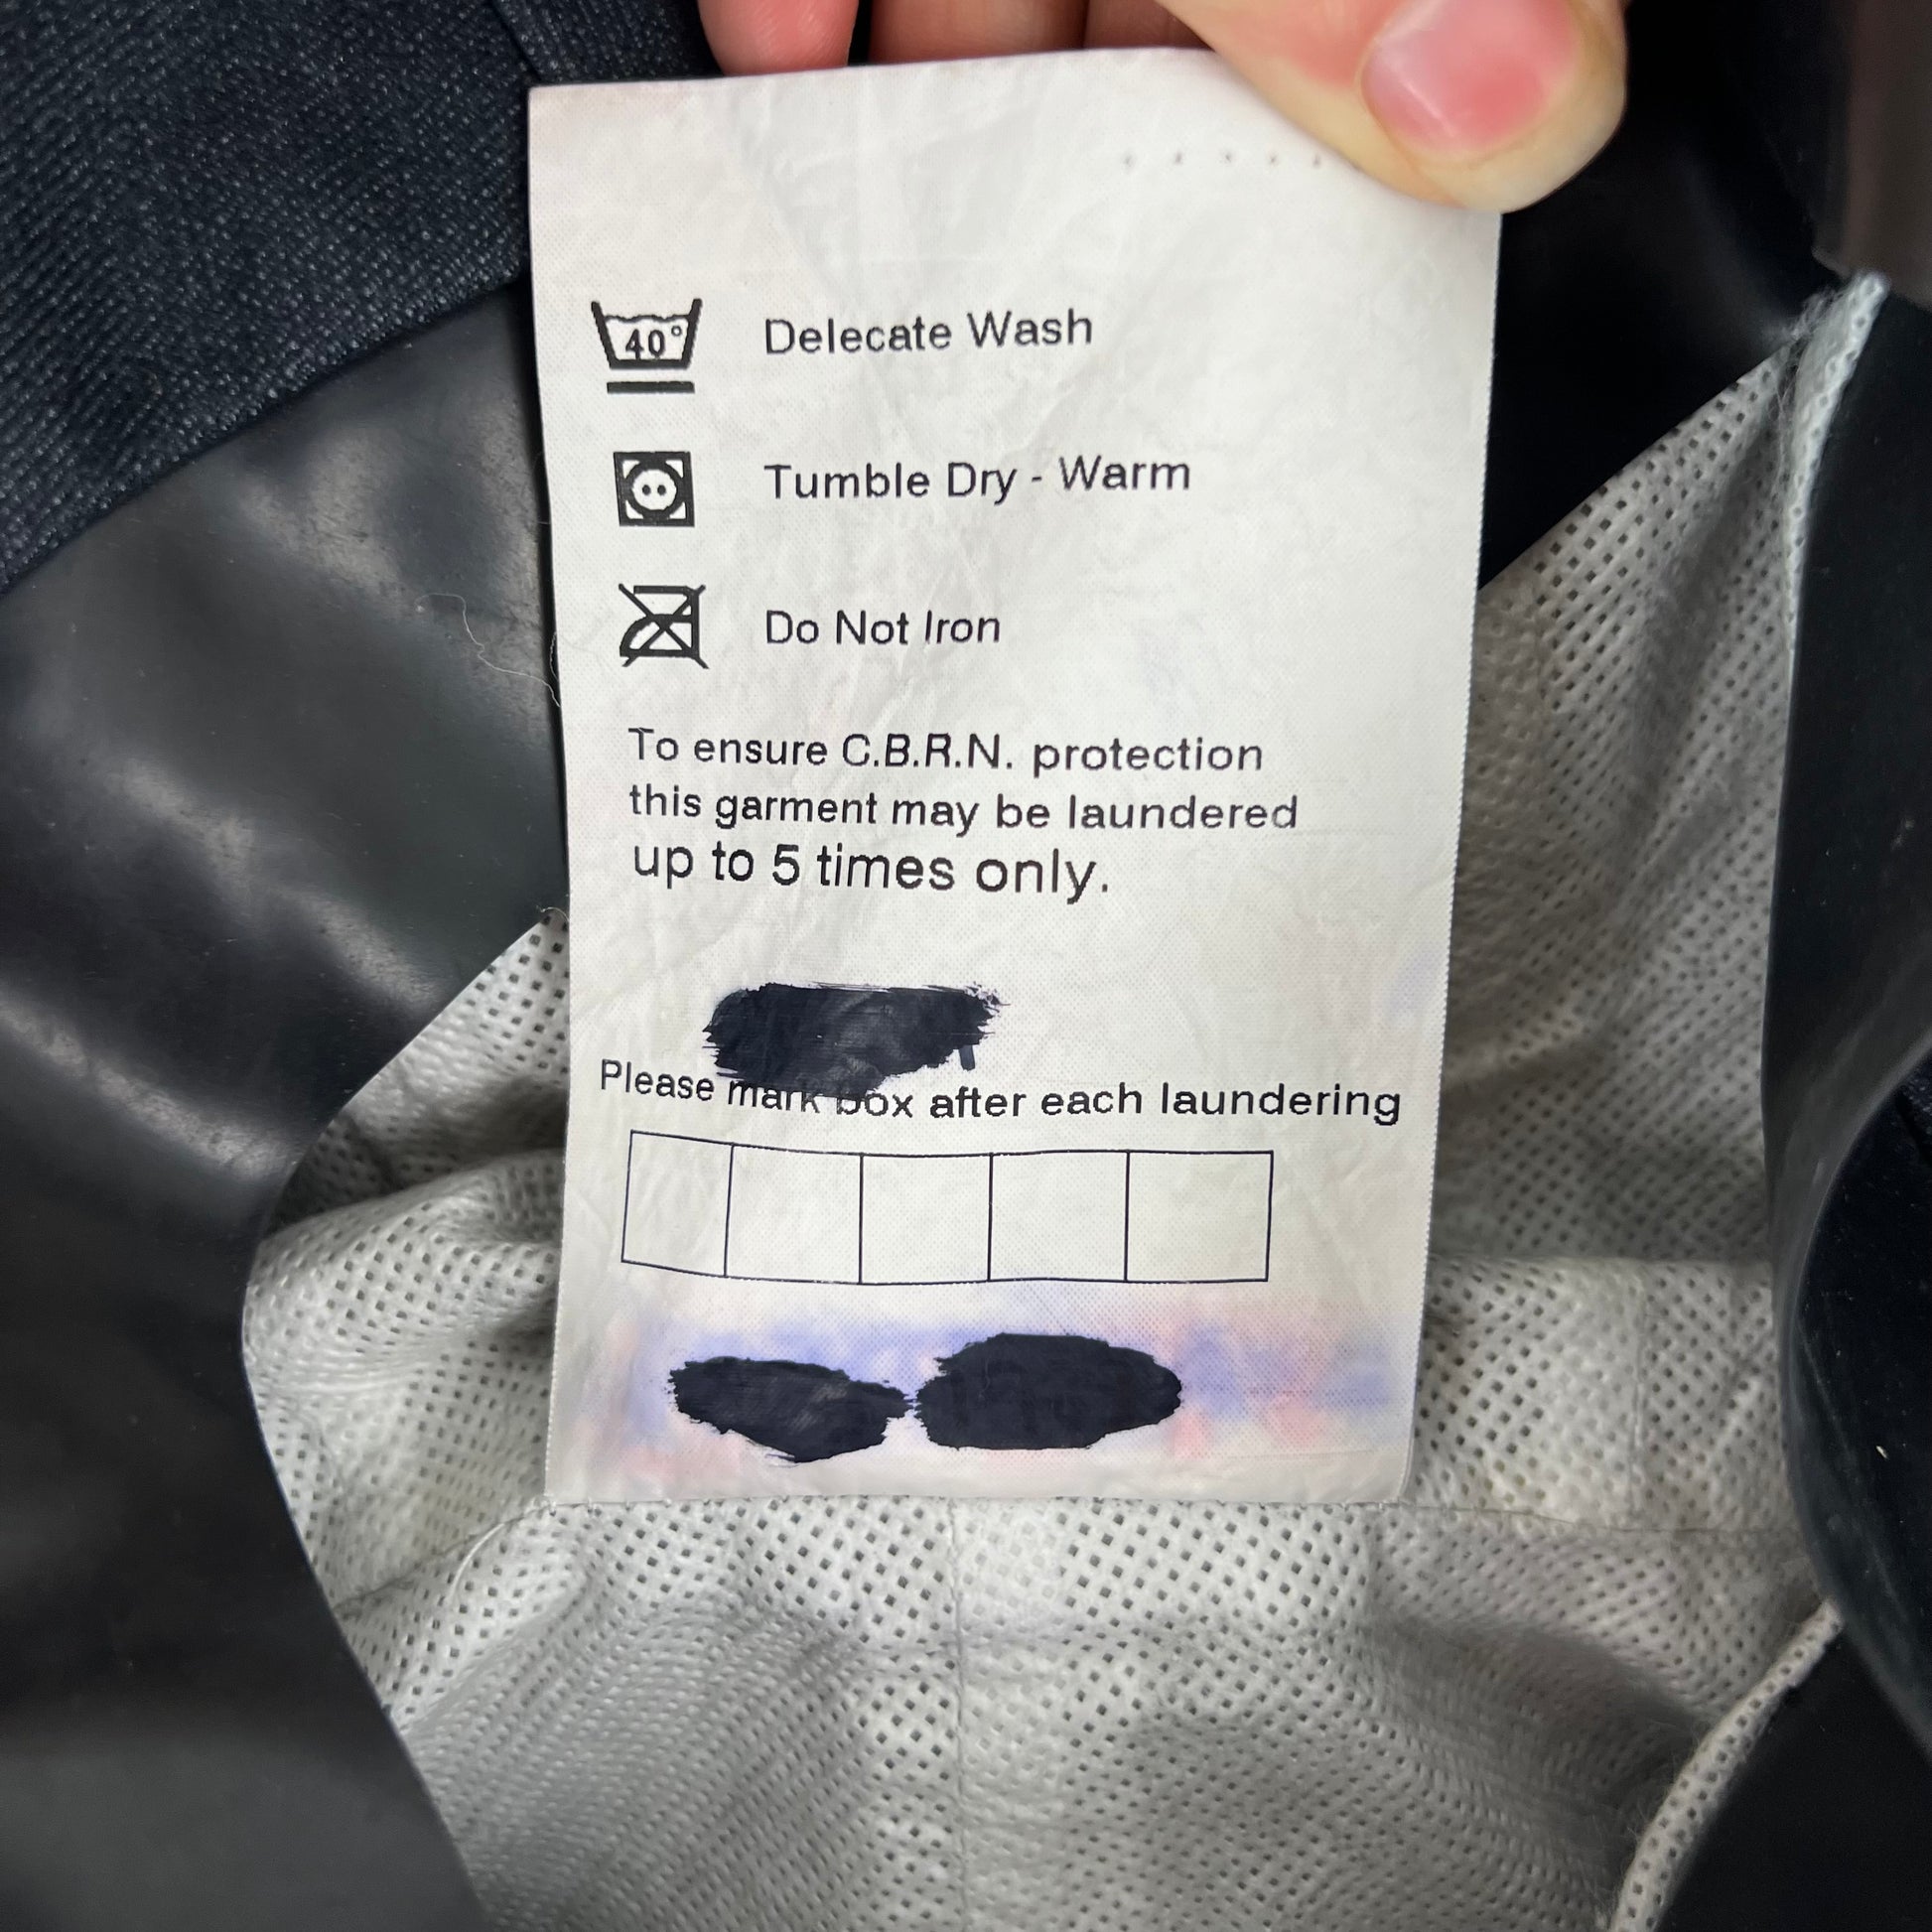 40° Delecate Wash
Tumble Dry - Warm
Do Not Iron
To ensure C.B.R.N. protection
this garment may be laundered
up to 5 times only.
Please mark box after each laundering